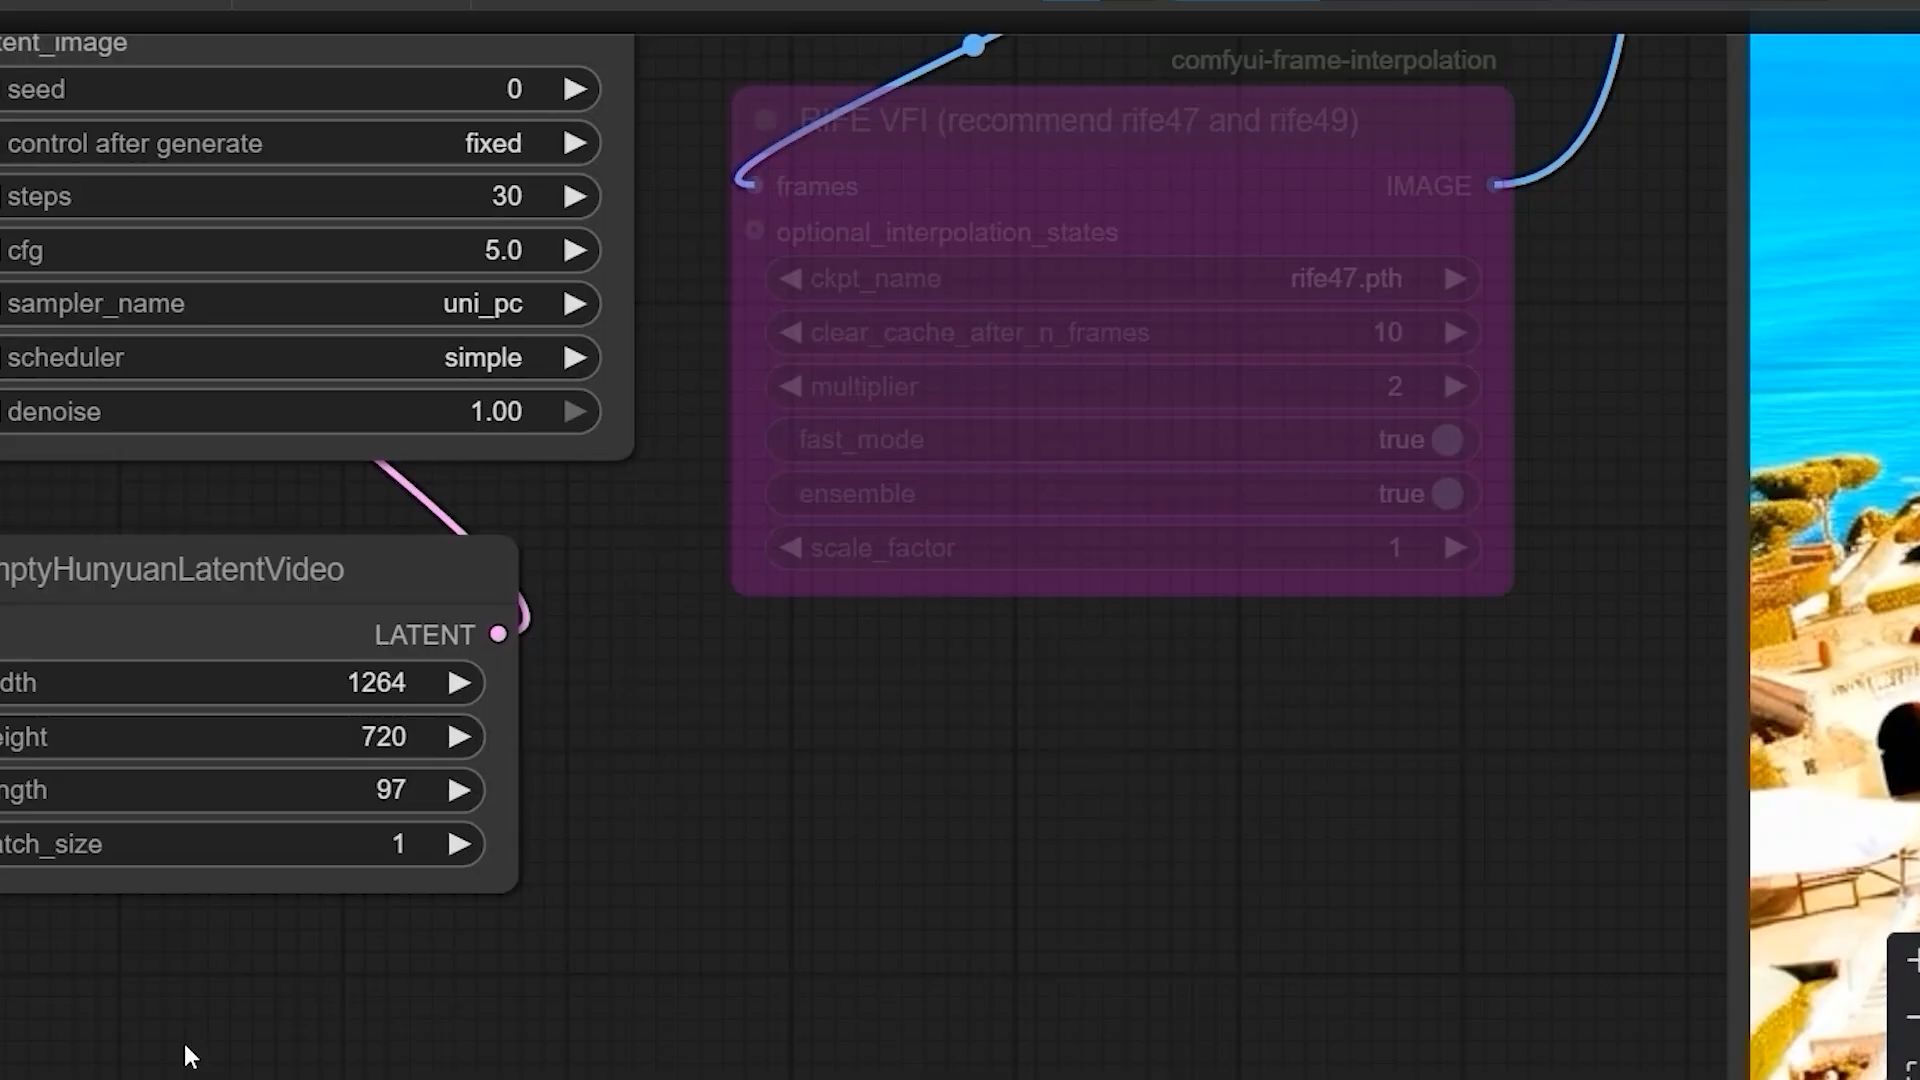 ent_image
seed 0
control after generate fixed
steps 30
cfg 5.0
sampler_name uni_pc
scheduler simple
denoise 1.00
nptyHunyuanLatentVideo
LATENT
dth 1264
eight 720
ngth 97
atch_size 1
comfyui-frame-interpolation
RIFE VFI (recommend rife47 and rife49)
frames IMAGE
optional_interpolation_states
ckpt_name rife47.pth
clear_cache_after_n_frames 10
multiplier 2
fast_mode true
ensemble true
scale_factor 1